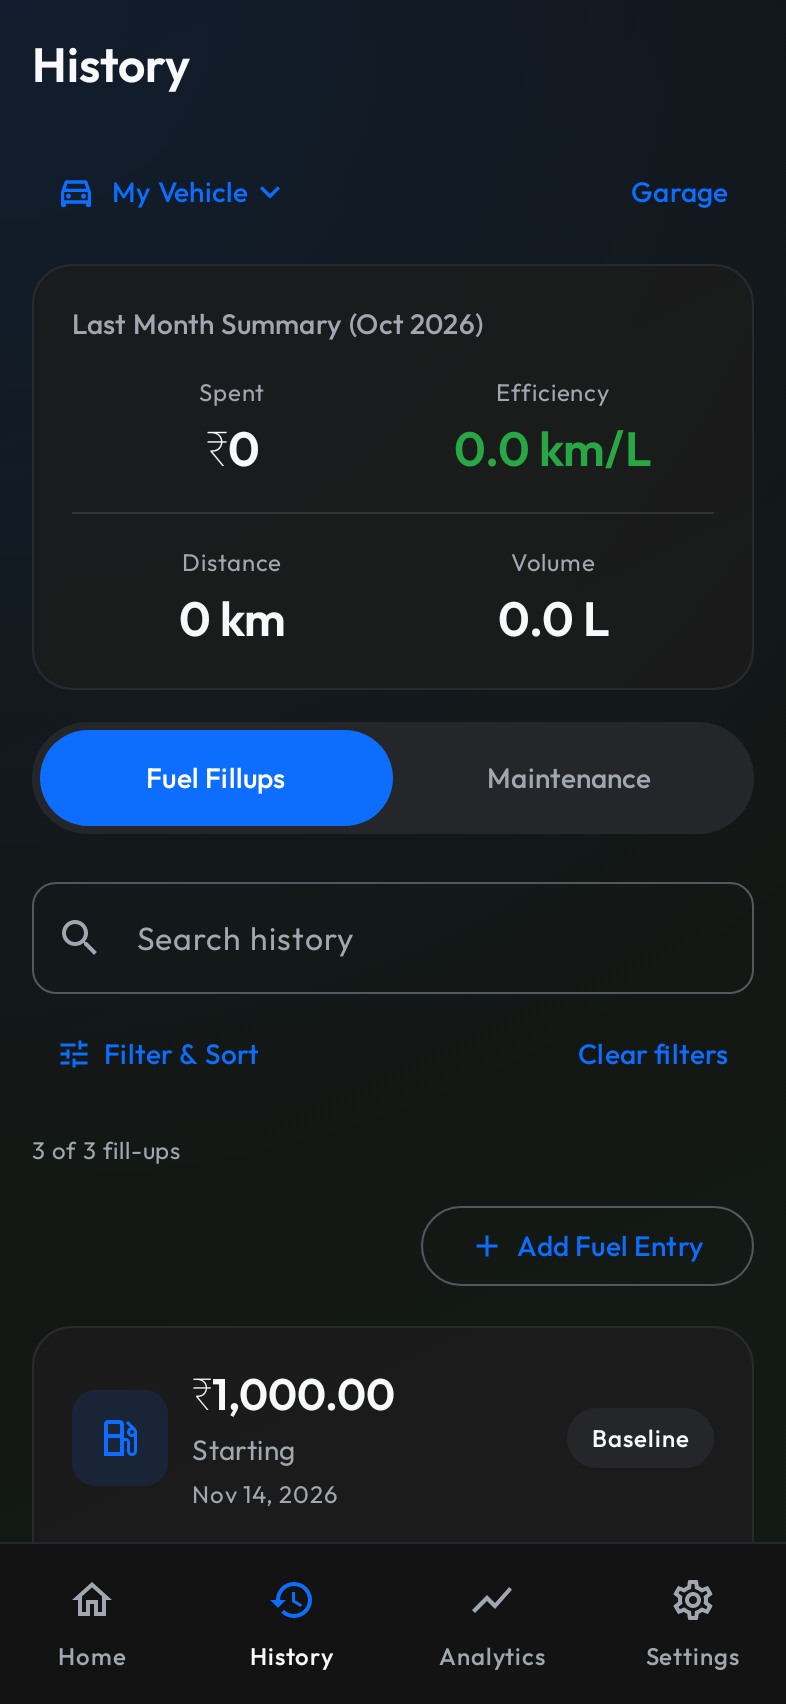 History
My Vehicle
Garage
Last Month Summary (Oct 2026)
Spent
Efficiency
₹0
0.0 km/L
Distance
Volume
0 km
0.0 L
Fuel Fillups
Maintenance
Search history
Filter & Sort
Clear filters
3 of 3 fill-ups
+ Add Fuel Entry
₹1,000.00
Starting
Baseline
Nov 14, 2026
Home
History
Analytics
Settings